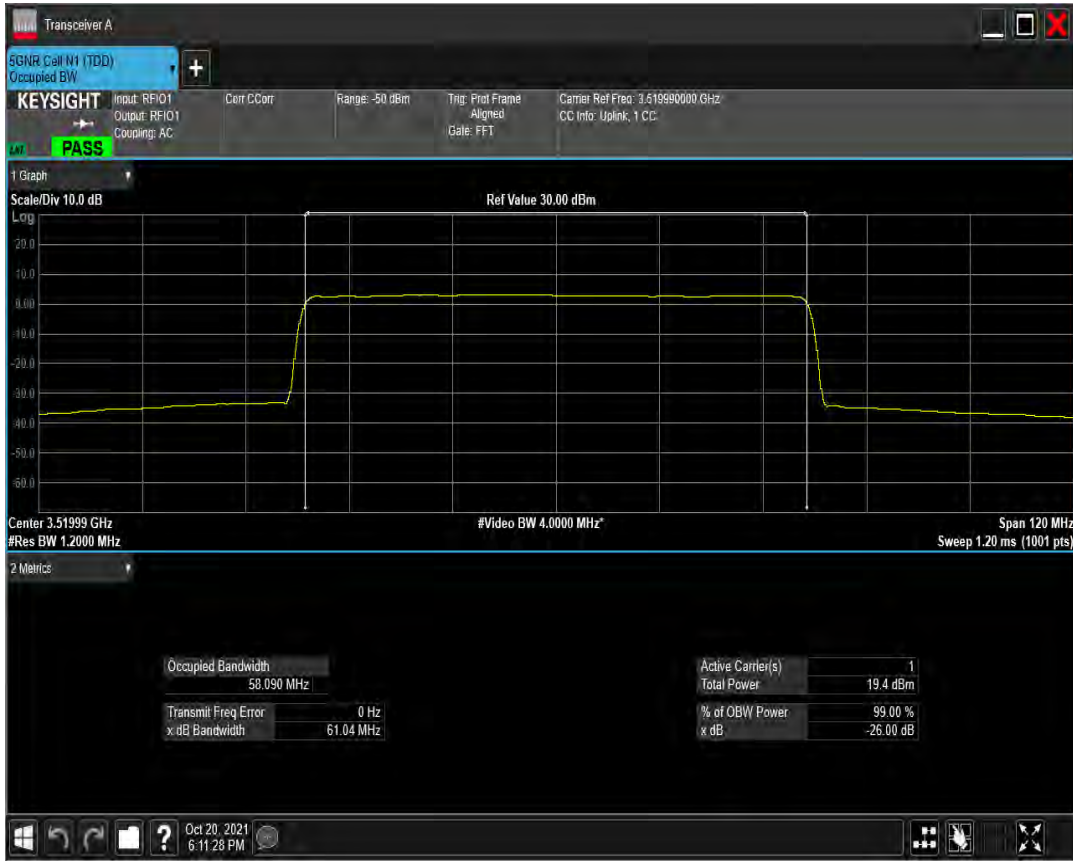 Transceiver A
5GNR Cell N1 (TDD)
Occupied BW
+
KEYSIGHT
Input: RFIO1
Output: RFIO1
Coupling: AC
Corr CCorr
Range: -50 dBm
Trig: Prot Frame
Aligned
Gate: FFT
Carrier Ref Freq: 3.519990000 GHz
CC Info: Uplink, 1 CC
PASS
1 Graph
Scale/Div 10.0 dB
Ref Value 30.00 dBm
Log
20.0
10.0
0.00
-10.0
-20.0
-30.0
-40.0
-50.0
-60.0
Center 3.51999 GHz
#Video BW 4.0000 MHz*
Span 120 MHz
#Res BW 1.2000 MHz
Sweep 1.20 ms (1001 pts)
2 Metrics
Occupied Bandwidth
58.090 MHz
Transmit Freq Error 0 Hz
x dB Bandwidth 61.04 MHz
Active Carrier(s) 1
Total Power 19.4 dBm
% of OBW Power 99.00 %
x dB -26.00 dB
?
Oct 20, 2021
6:11:28 PM